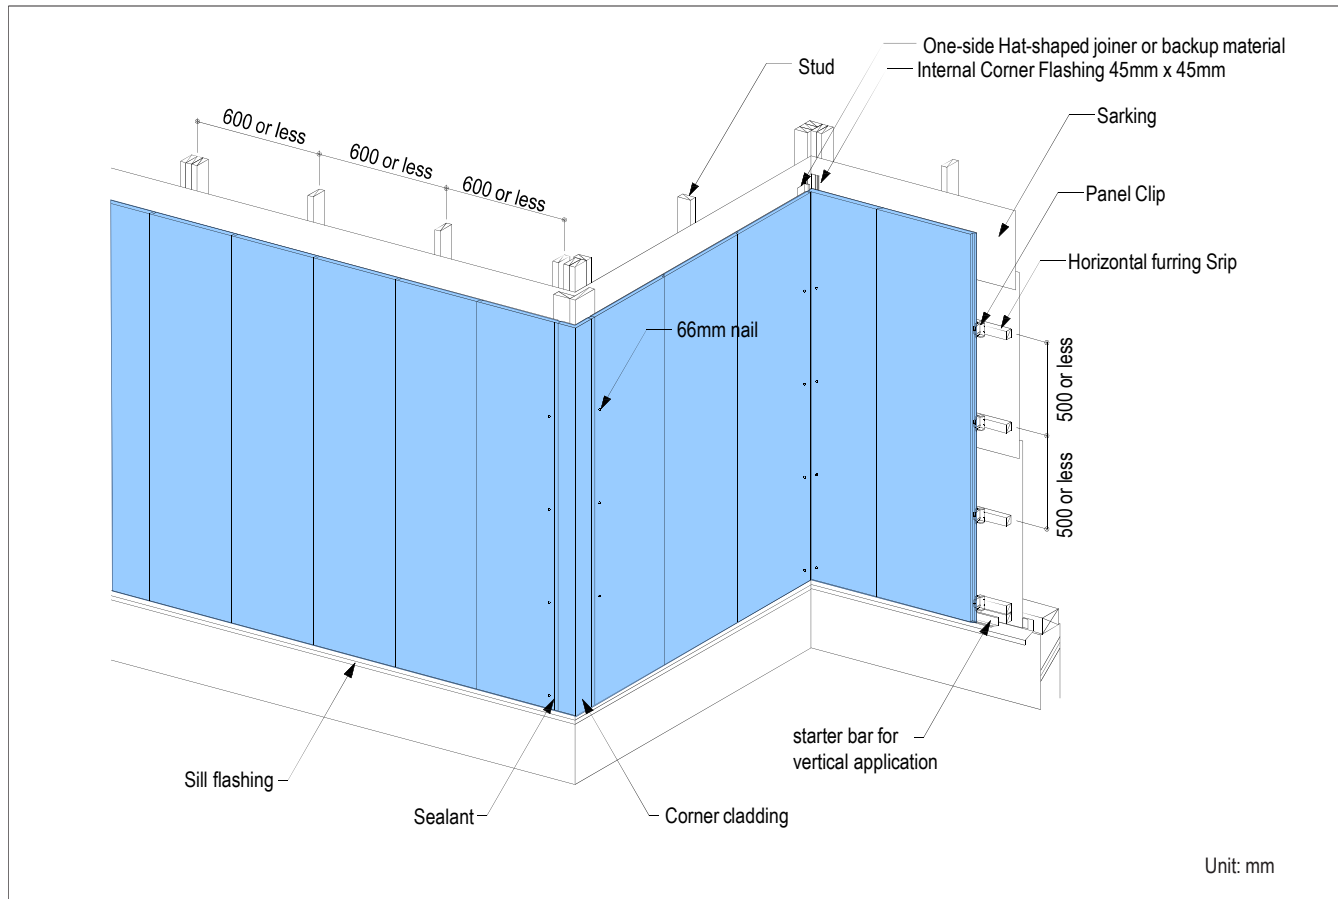 One-side Hat-shaped joiner or backup material
Stud
Internal Corner Flashing 45mm x 45mm
Sarking
600 or less
600 or less
600 or less
Panel Clip
Horizontal furring Srip
66mm nail
500 or less
500 or less
starter bar for
vertical application
Sill flashing
Sealant
Corner cladding
Unit: mm